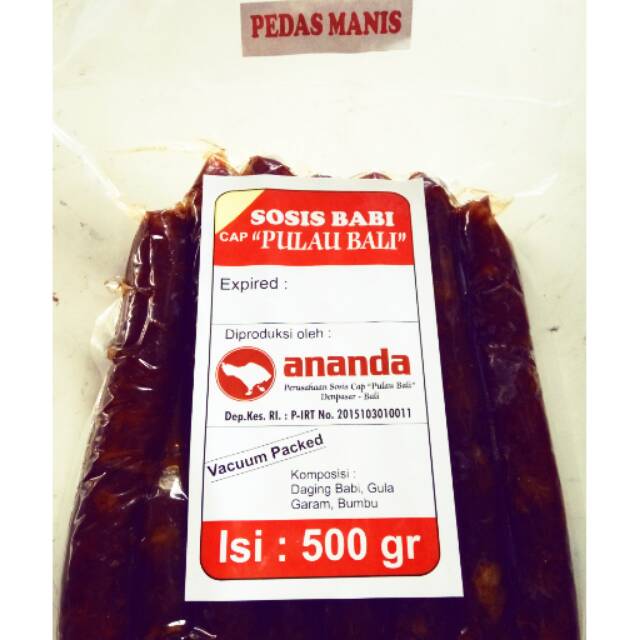 PEDAS MANIS
SOSIS BABI
CAP "PULAU BALI"
Expired :
Diproduksi oleh :
ananda
Perusahaan Sosis Cap "Pulau Bali"
Denpasar - Bali
Dep.Kes. RI. : P-IRT No. 2015103010011
Vacuum Packed
Komposisi :
Daging Babi, Gula
Garam, Bumbu
Isi : 500 gr